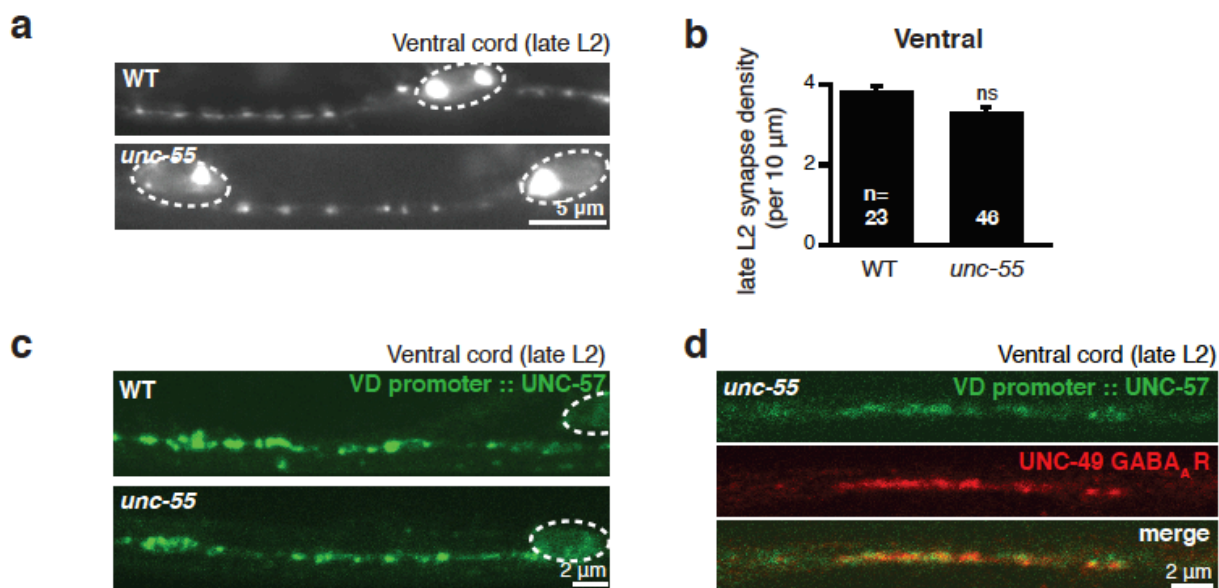 a
Ventral cord (late L2)
WT
unc-55
5 µm
b
Ventral
late L2 synapse density
(per 10 µm)
4
2
0
ns
n=
23
46
WT
unc-55
c
Ventral cord (late L2)
WT
VD promoter :: UNC-57
unc-55
2 µm
d
Ventral cord (late L2)
unc-55
VD promoter :: UNC-57
UNC-49 GABA_A R
merge
2 µm